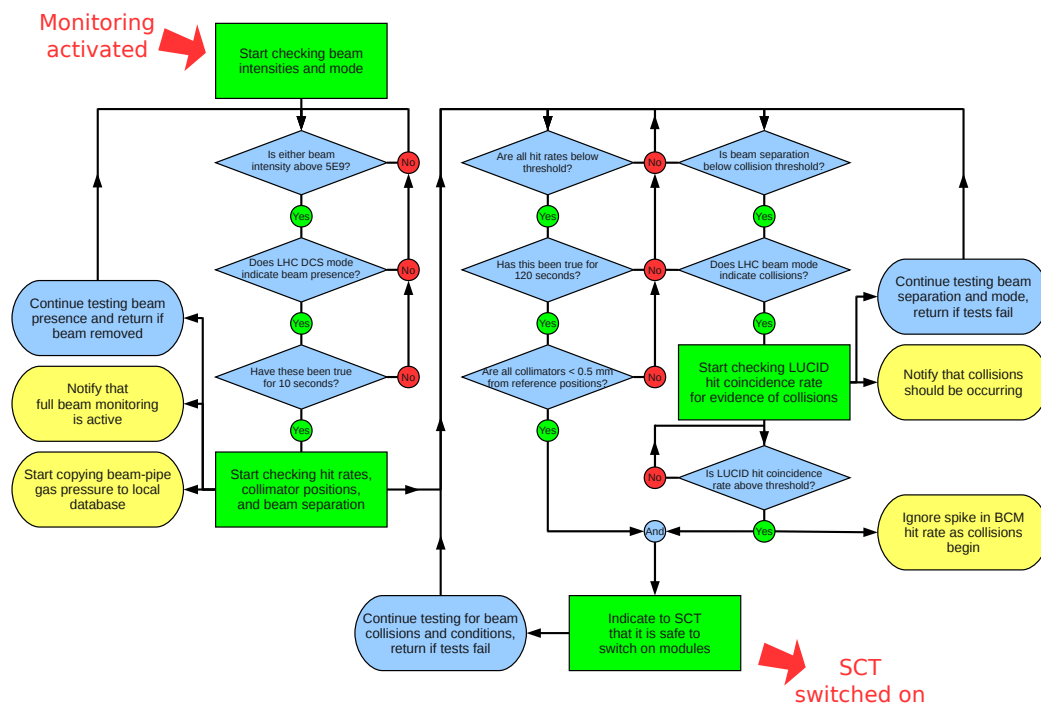 Monitoring
activated
Start checking beam
intensities and mode
Is either beam
intensity above 5E9?
No
Yes
Does LHC DCS mode
indicate beam presence?
No
Yes
Have these been true
for 10 seconds?
No
Yes
Start checking hit rates,
collimator positions,
and beam separation
Continue testing beam
presence and return if
beam removed
Notify that
full beam monitoring
is active
Start copying beam-pipe
gas pressure to local
database
Are all hit rates below
threshold?
No
Yes
Has this been true for
120 seconds?
No
Yes
Are all collimators < 0.5 mm
from reference positions?
No
Yes
Is beam separation
below collision threshold?
Yes
Does LHC beam mode
indicate collisions?
Yes
Start checking LUCID
hit coincidence rate
for evidence of collisions
Continue testing beam
separation and mode,
return if tests fail
Notify that collisions
should be occurring
Is LUCID hit coincidence
rate above threshold?
No
Yes
Ignore spike in BCM
hit rate as collisions
begin
And
Indicate to SCT
that it is safe to
switch on modules
Continue testing for beam
collisions and conditions,
return if tests fail
SCT
switched on